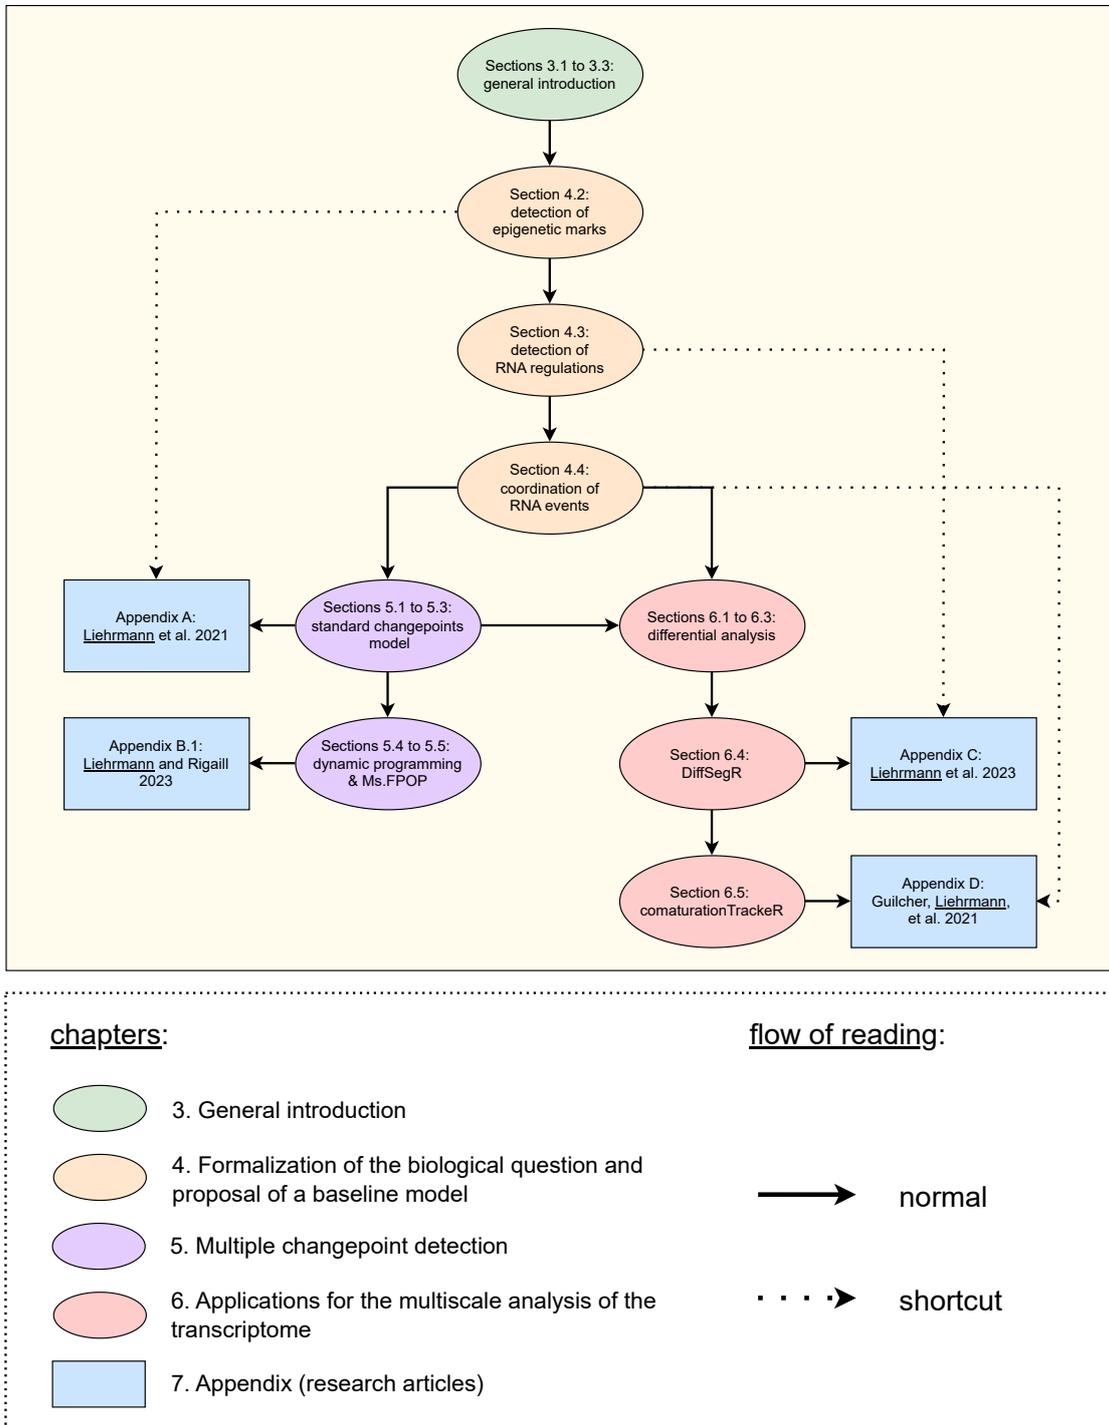 Sections 3.1 to 3.3:
general introduction
Section 4.2:
detection of
epigenetic marks
Section 4.3:
detection of
RNA regulations
Section 4.4:
coordination of
RNA events
Appendix A:
Liehrmann et al. 2021
Sections 5.1 to 5.3:
standard changepoints
model
Sections 6.1 to 6.3:
differential analysis
Appendix B.1:
Liehrmann and Rigaill
2023
Sections 5.4 to 5.5:
dynamic programming
& Ms.FPOP
Section 6.4:
DiffSegR
Appendix C:
Liehrmann et al. 2023
Section 6.5:
comaturationTrackeR
Appendix D:
Guilcher, Liehrmann,
et al. 2021
chapters:
3. General introduction
4. Formalization of the biological question and
proposal of a baseline model
5. Multiple changepoint detection
6. Applications for the multiscale analysis of the
transcriptome
7. Appendix (research articles)
flow of reading:
normal
shortcut